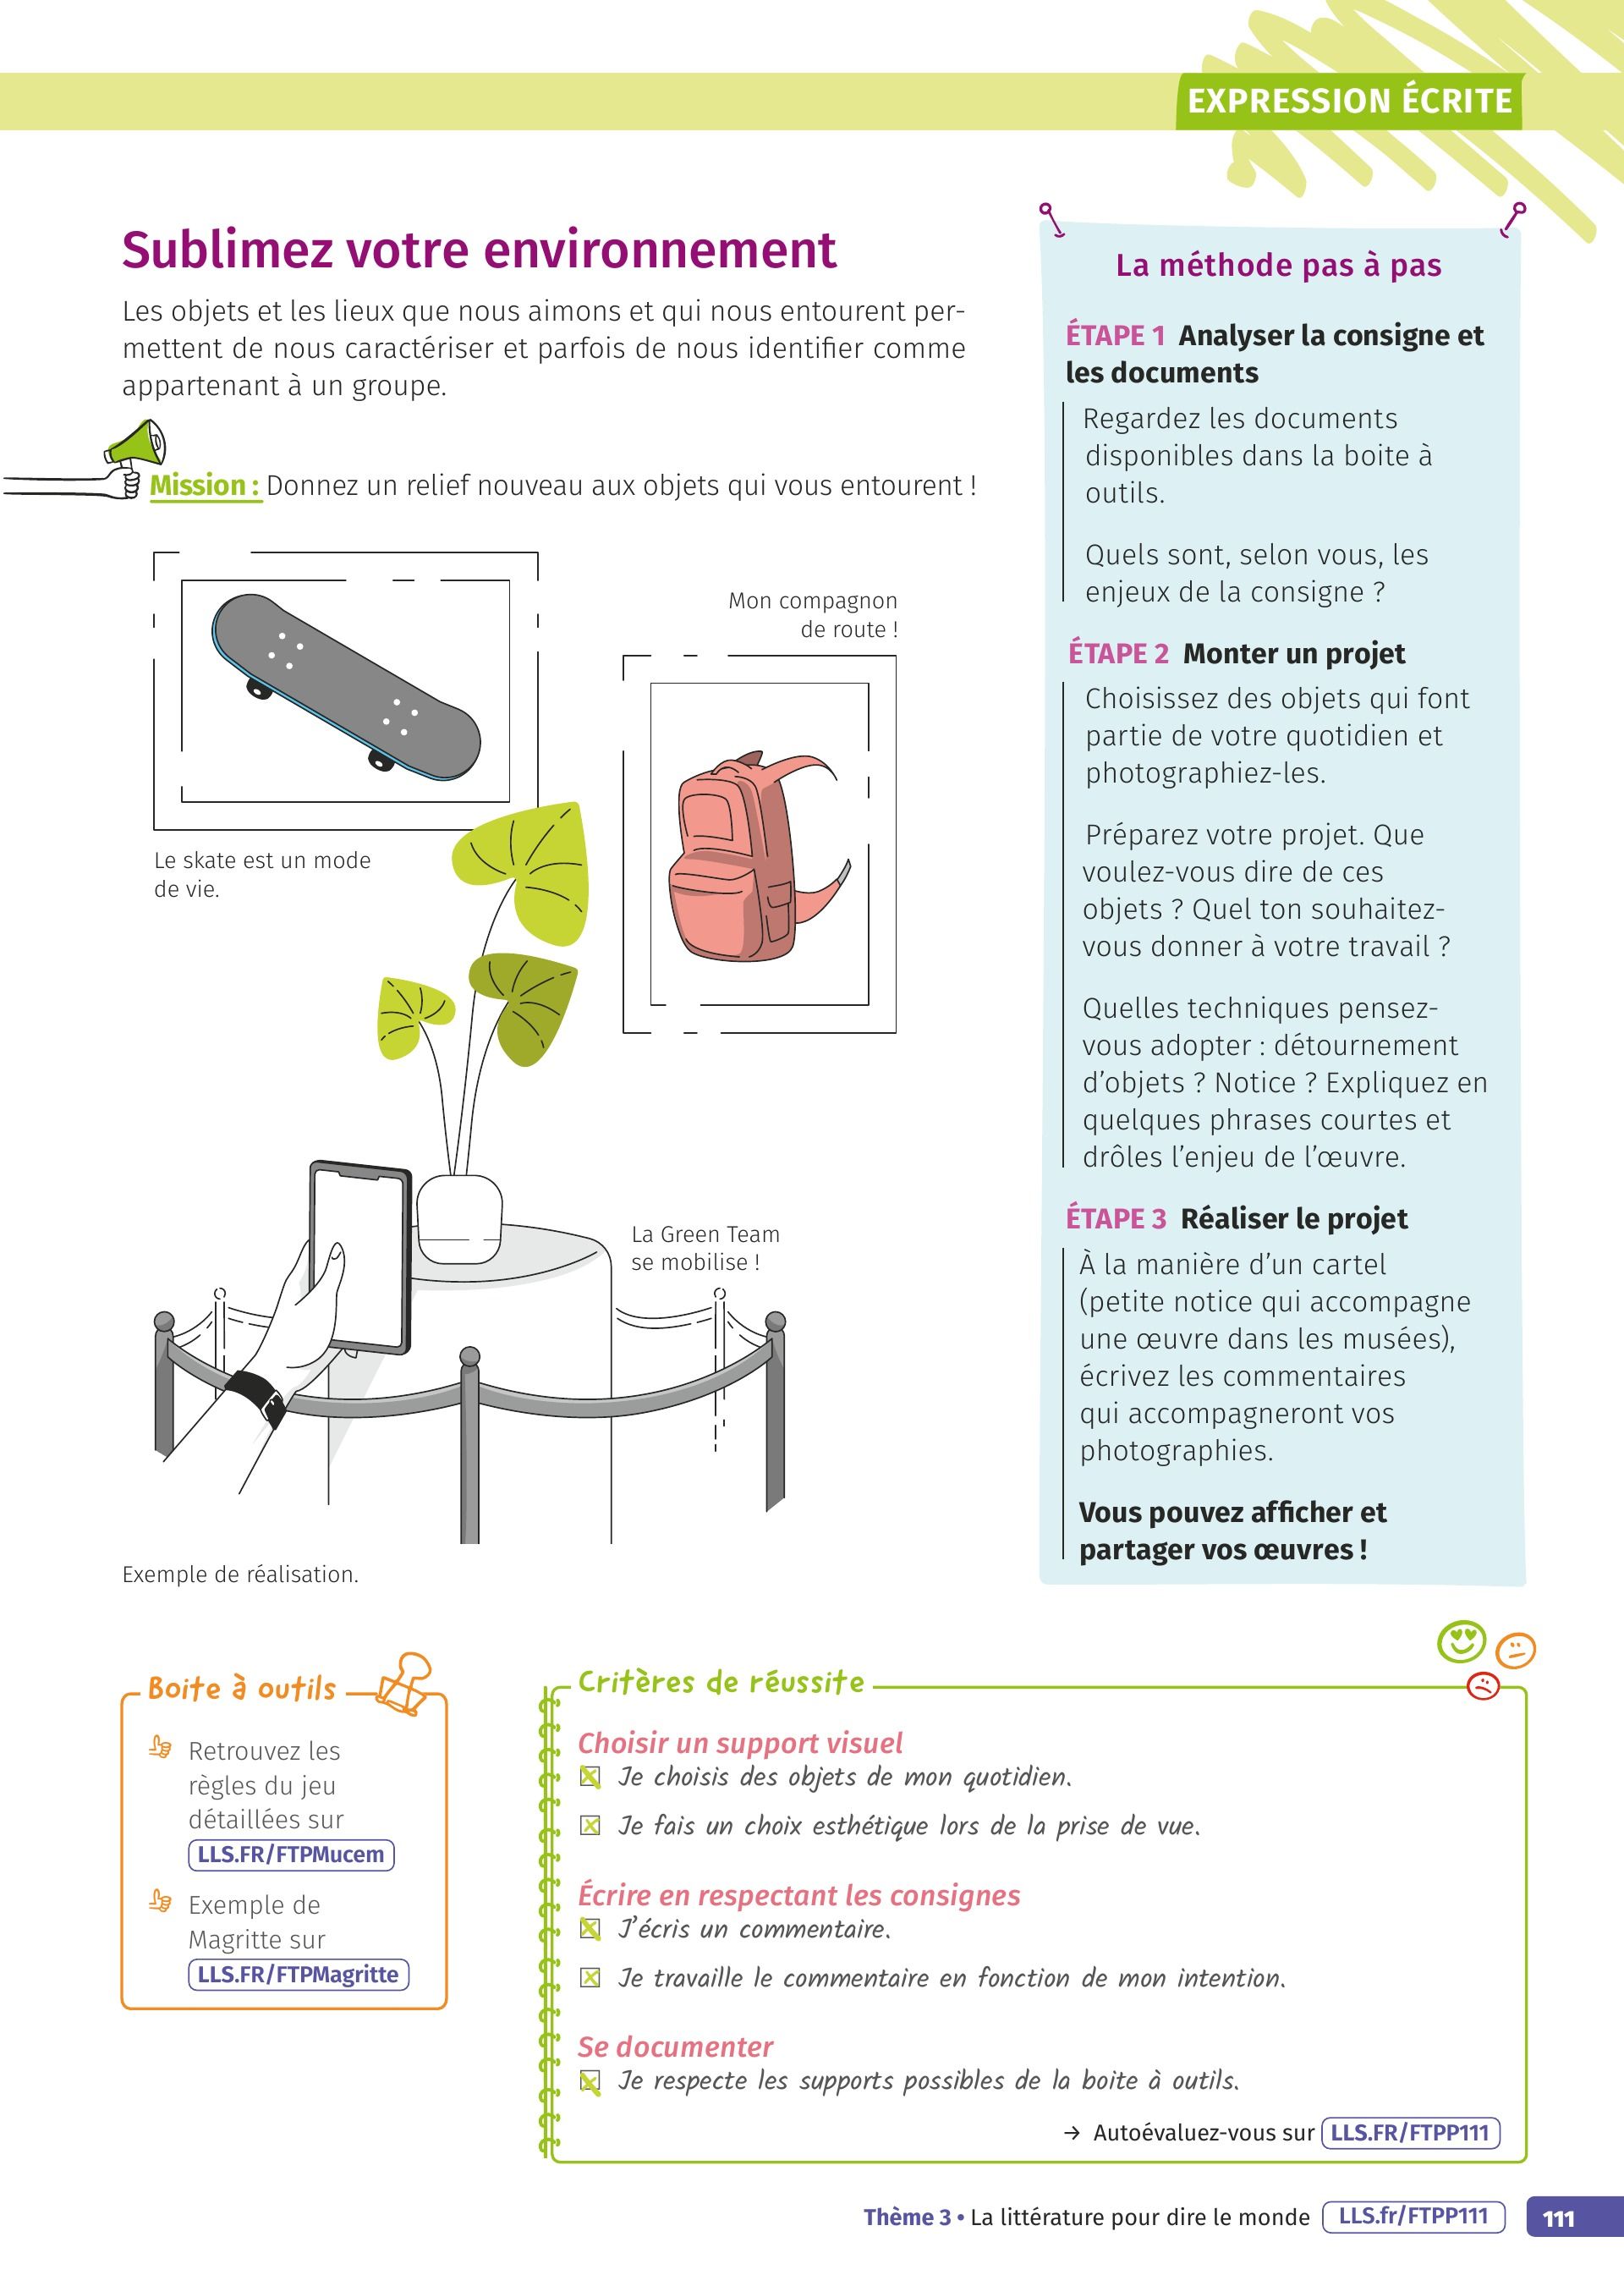 EXPRESSION ÉCRITE
Sublimez votre environnement
Les objets et les lieux que nous aimons et qui nous entourent per-
mettent de nous caractériser et parfois de nous identifier comme
appartenant à un groupe.
Mission : Donnez un relief nouveau aux objets qui vous entourent !
Mon compagnon
de route !
Le skate est un mode
de vie.
La Green Team
se mobilise !
Exemple de réalisation.
La méthode pas à pas
ÉTAPE 1 Analyser la consigne et
les documents
Regardez les documents
disponibles dans la boite à
outils.
Quels sont, selon vous, les
enjeux de la consigne ?
ÉTAPE 2 Monter un projet
Choisissez des objets qui font
partie de votre quotidien et
photographiez-les.
Préparez votre projet. Que
voulez-vous dire de ces
objets ? Quel ton souhaitez-
vous donner à votre travail ?
Quelles techniques pensez-
vous adopter : détournement
d’objets ? Notice ? Expliquez en
quelques phrases courtes et
drôles l’enjeu de l’œuvre.
ÉTAPE 3 Réaliser le projet
À la manière d’un cartel
(petite notice qui accompagne
une œuvre dans les musées),
écrivez les commentaires
qui accompagneront vos
photographies.
Vous pouvez afficher et
partager vos œuvres !
Boite à outils
Retrouvez les
règles du jeu
détaillées sur
LLS.FR/FTPMucem
Exemple de
Magritte sur
LLS.FR/FTPMagritte
Critères de réussite
Choisir un support visuel
Je choisis des objets de mon quotidien.
Je fais un choix esthétique lors de la prise de vue.
Écrire en respectant les consignes
J’écris un commentaire.
Je travaille le commentaire en fonction de mon intention.
Se documenter
Je respecte les supports possibles de la boite à outils.
→ Autoévaluez-vous sur LLS.FR/FTPP111
Thème 3 • La littérature pour dire le monde LLS.fr/FTPP111 111